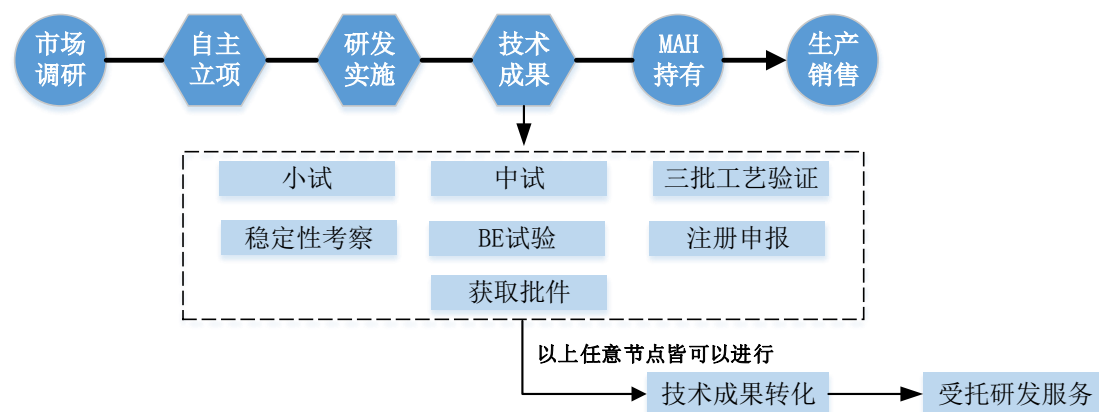 市场
调研
自主
立项
研发
实施
技术
成果
MAH
持有
生产
销售
小试
中试
三批工艺验证
稳定性考察
BE试验
注册申报
获取批件
以上任意节点皆可以进行
技术成果转化
受托研发服务